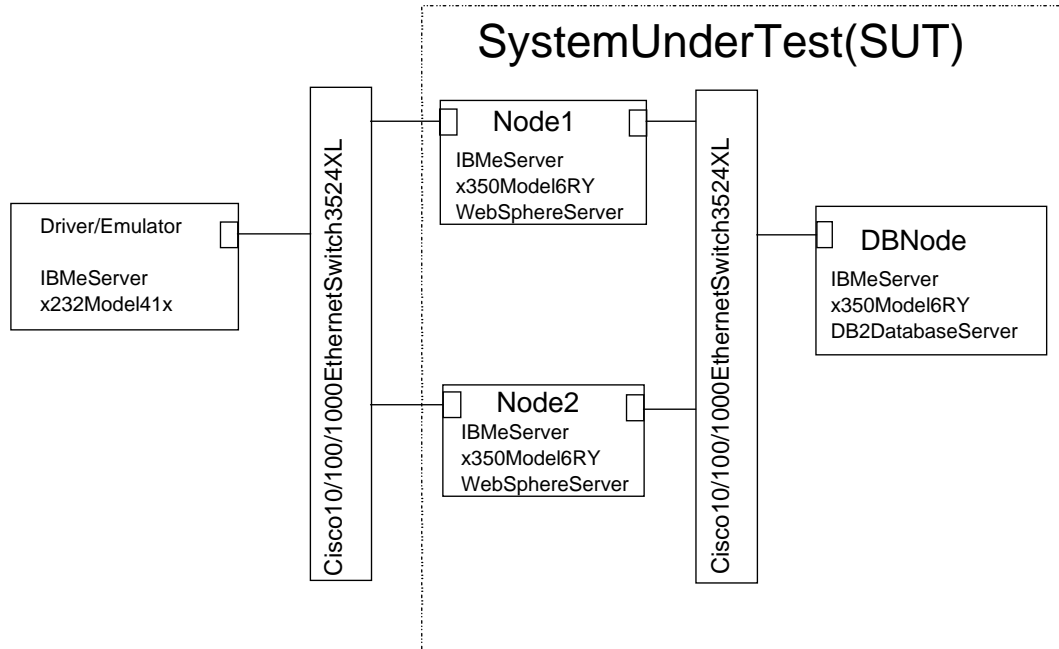 SystemUnderTest(SUT)
Driver/Emulator
IBMeServer
x232Model41x
Cisco10/100/1000EthernetSwitch3524XL
Node1
IBMeServer
x350Model6RY
WebSphereServer
Node2
IBMeServer
x350Model6RY
WebSphereServer
Cisco10/100/1000EthernetSwitch3524XL
DBNode
IBMeServer
x350Model6RY
DB2DatabaseServer